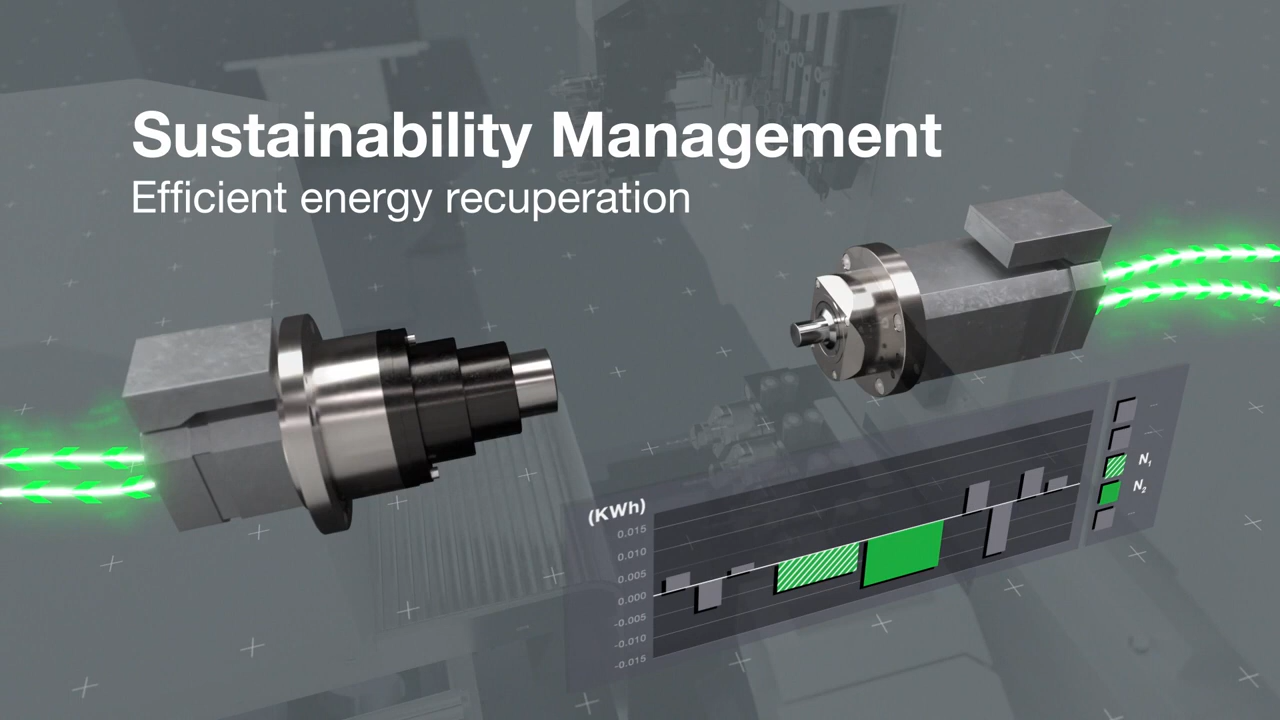 Sustainability Management
Efficient energy recuperation
(KWh)
0.015
0.010
0.005
0.000
-0.005
-0.010
-0.015
N₁
N₂